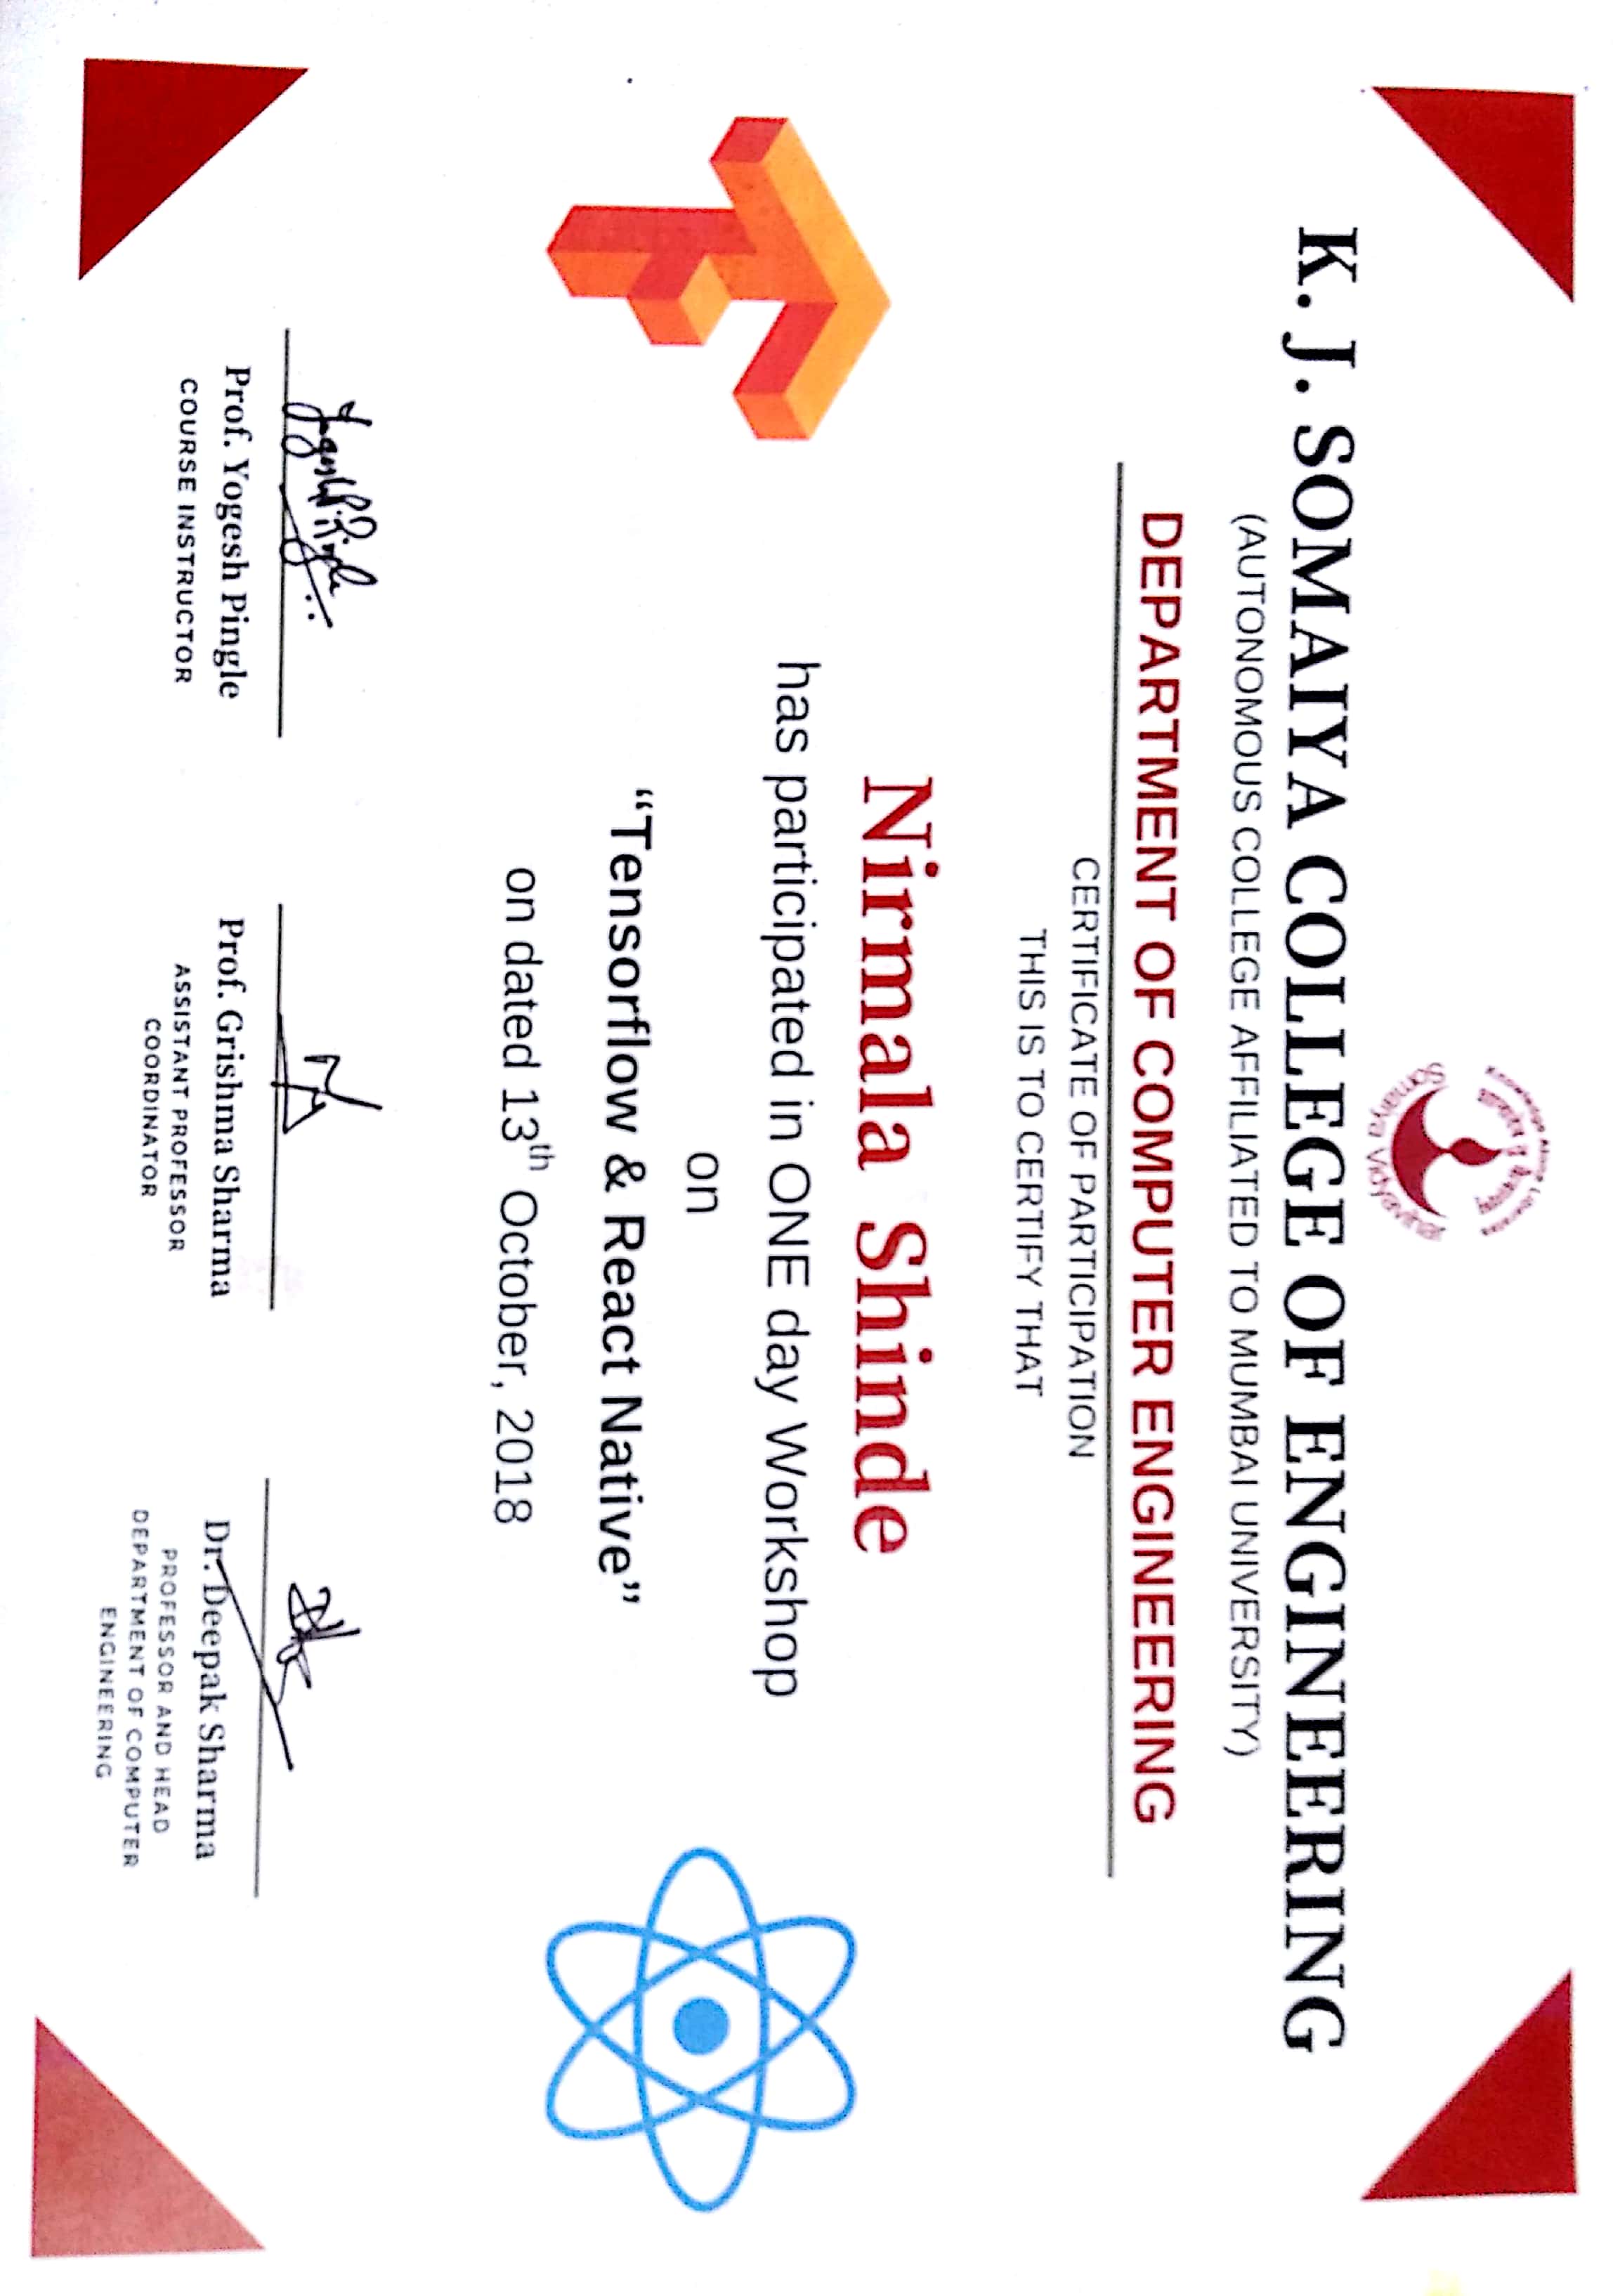 Somaiya Vidyavihar
K. J. SOMAIYA COLLEGE OF ENGINEERING
(AUTONOMOUS COLLEGE AFFILIATED TO MUMBAI UNIVERSITY)
DEPARTMENT OF COMPUTER ENGINEERING
CERTIFICATE OF PARTICIPATION
THIS IS TO CERTIFY THAT
Nirmala Shinde
has participated in ONE day Workshop
on
“Tensorflow & React Native”
on dated 13th October, 2018
Prof. Yogesh Pingle
COURSE INSTRUCTOR
Prof. Grishma Sharma
ASSISTANT PROFESSOR
COORDINATOR
Dr. Deepak Sharma
PROFESSOR AND HEAD
DEPARTMENT OF COMPUTER
ENGINEERING